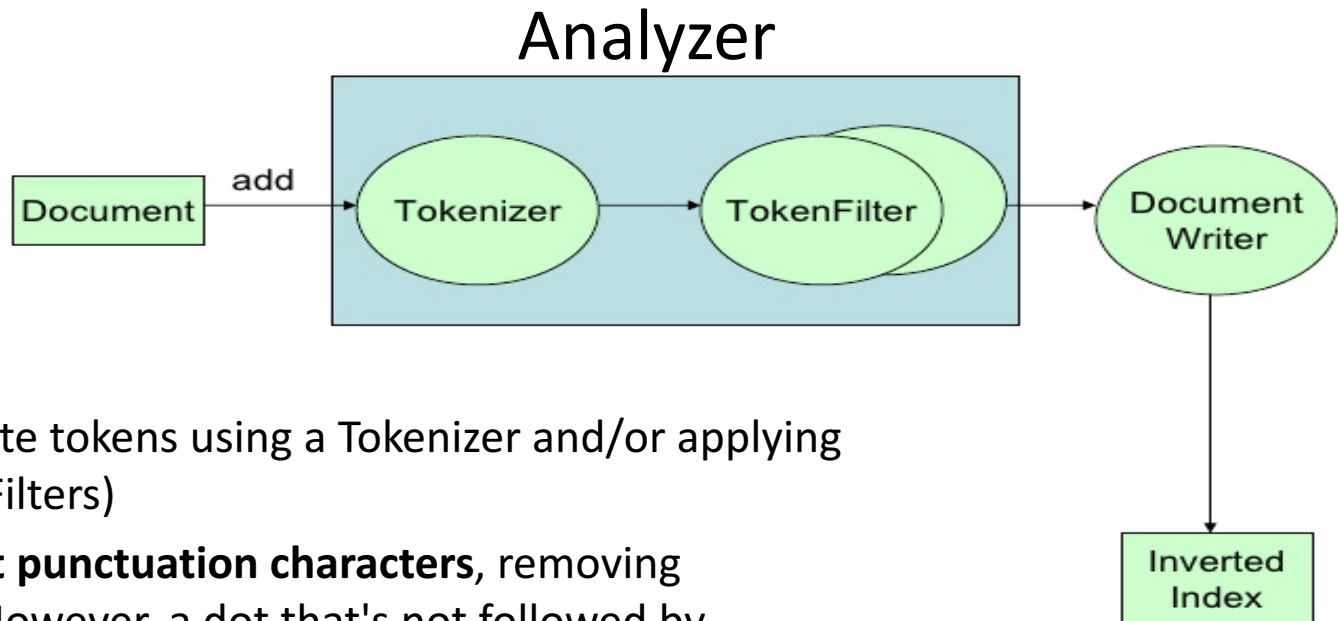 Analyzer
add
Document
Tokenizer
TokenFilter
Document
Writer
te tokens using a Tokenizer and/or applying
Filters)
punctuation characters, removing
However, a dot that's not followed by
Inverted
Index